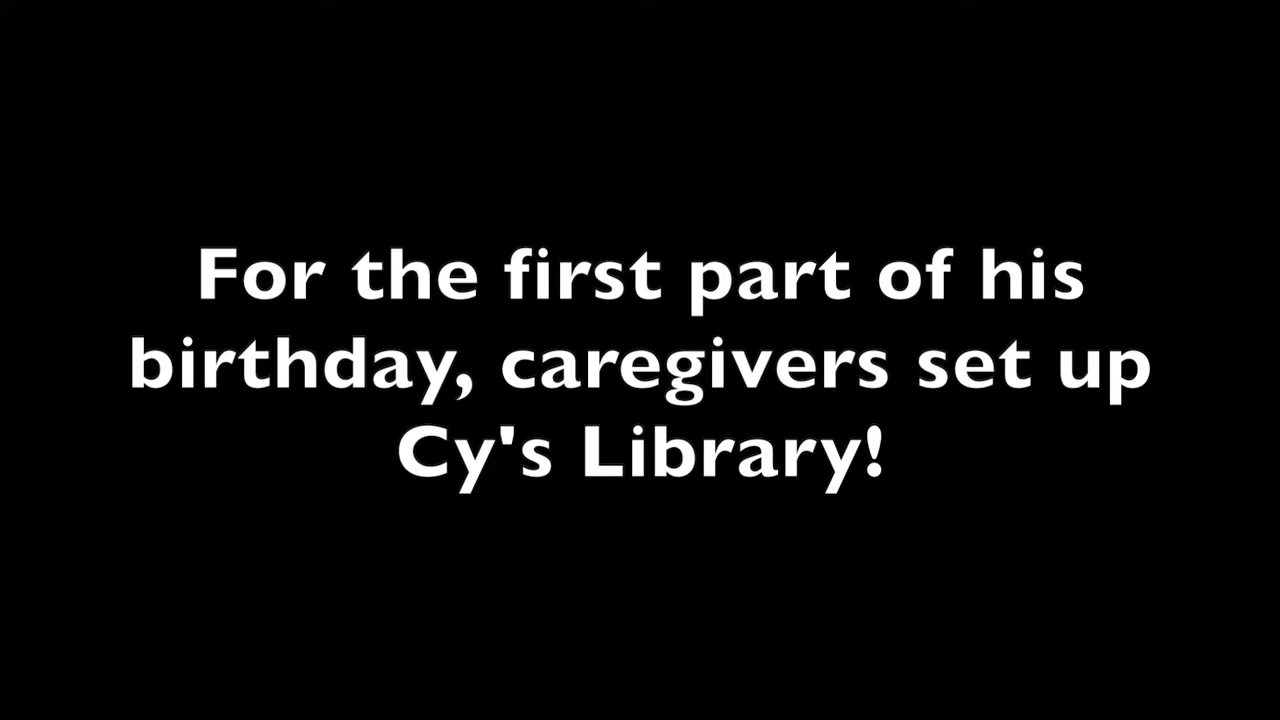 For the first part of his
birthday, caregivers set up
Cy's Library!